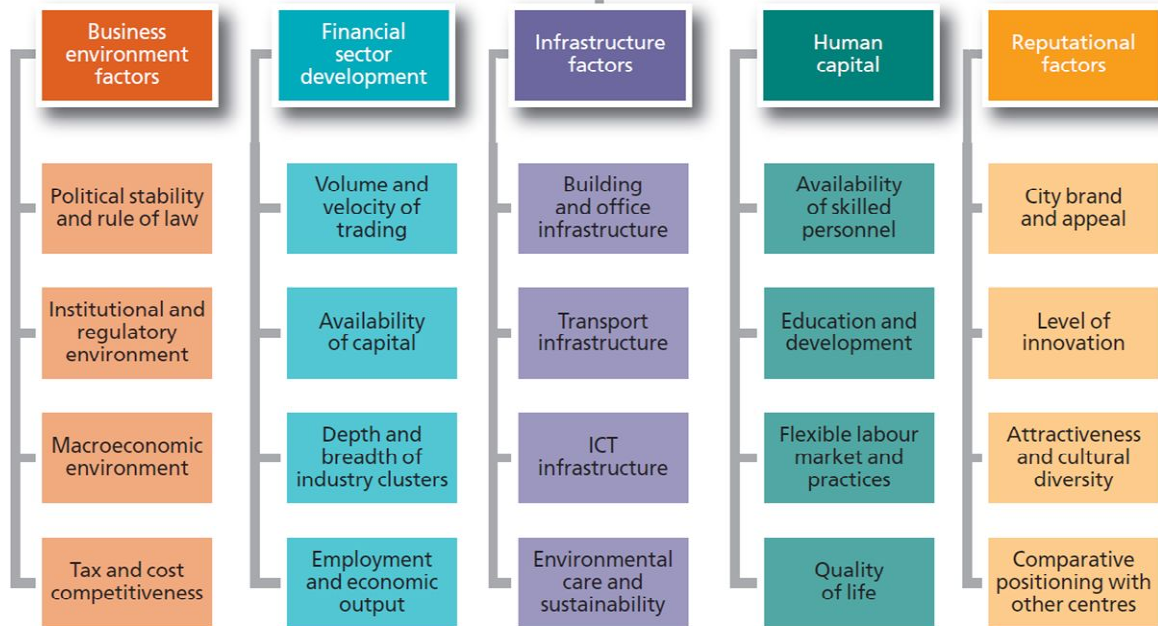 Business
environment
factors
Political stability
and rule of law
Institutional and
regulatory
environment
Macroeconomic
environment
Tax and cost
competitiveness
Financial
sector
development
Volume and
velocity of
trading
Availability
of capital
Depth and
breadth of
industry clusters
Employment
and economic
output
Infrastructure
factors
Building
and office
infrastructure
Transport
infrastructure
ICT
infrastructure
Environmental
care and
sustainability
Human
capital
Availability
of skilled
personnel
Education and
development
Flexible labour
market and
practices
Quality
of life
Reputational
factors
City brand
and appeal
Level of
innovation
Attractiveness
and cultural
diversity
Comparative
positioning with
other centres